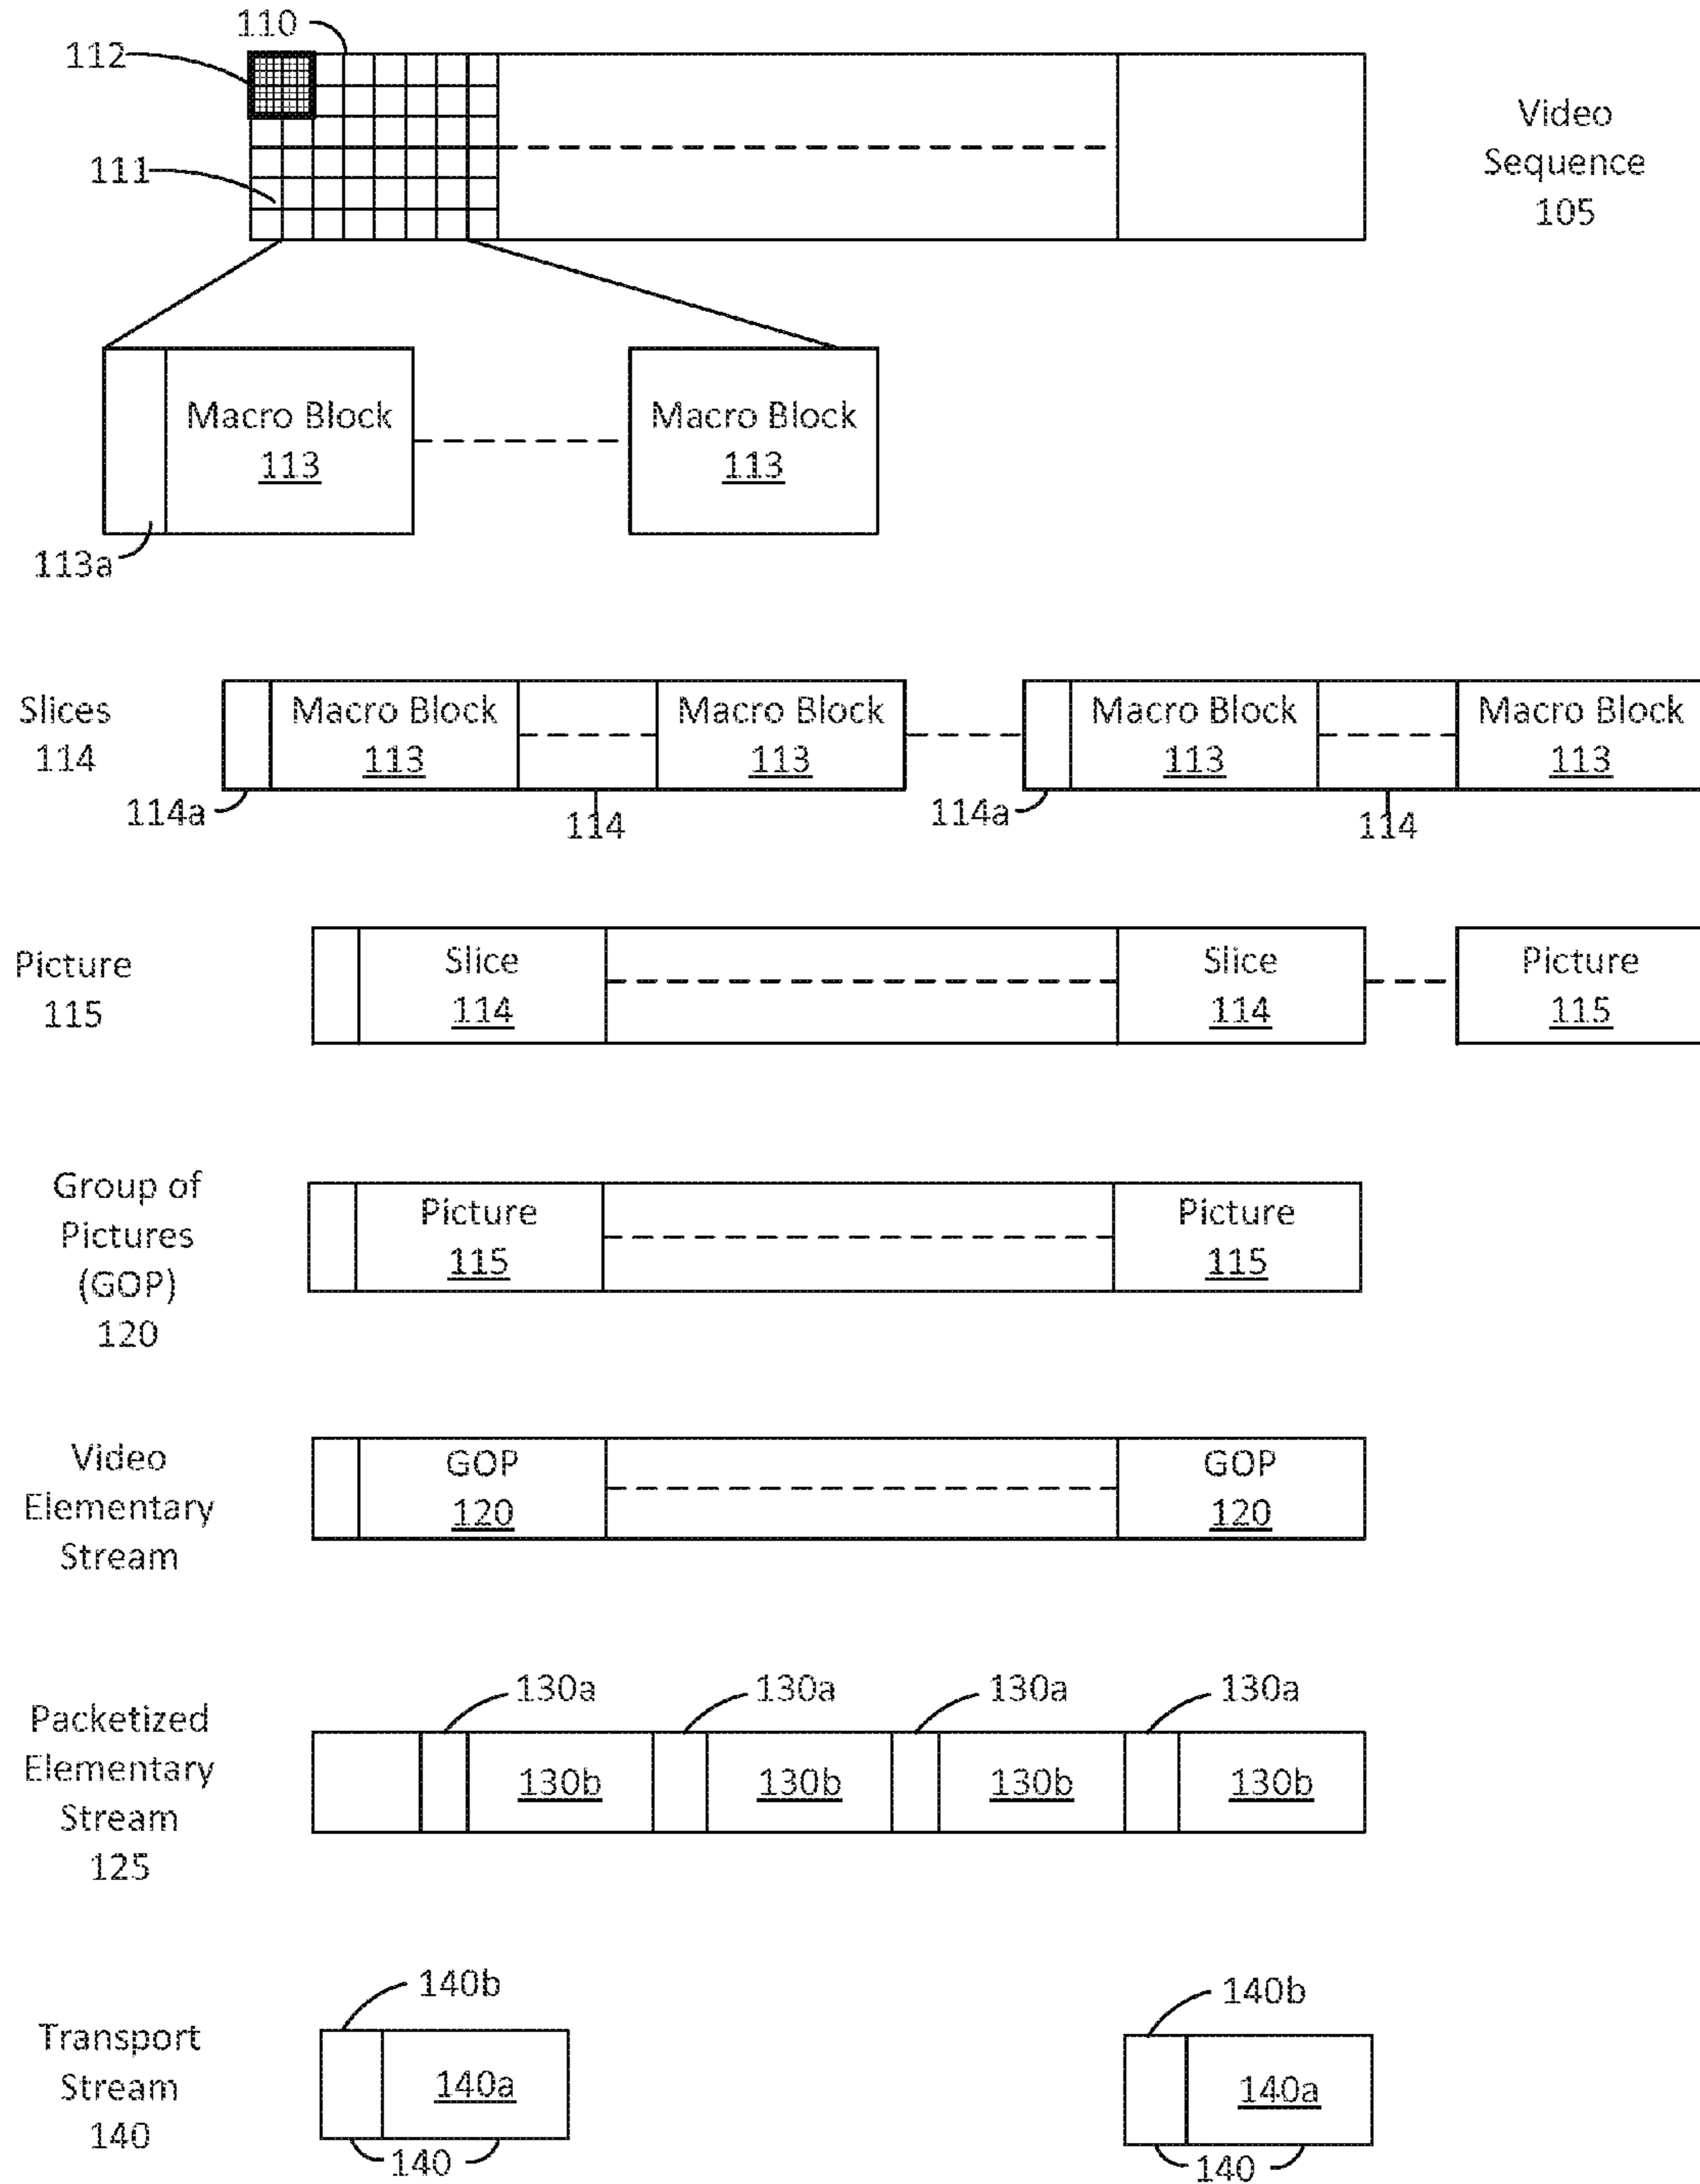 110
112
111
Video
Sequence
105
Macro Block
113
Macro Block
113
113a
Slices
114
Macro Block
113
Macro Block
113
Macro Block
113
Macro Block
113
114a
114
114a
114
Picture
115
Slice
114
Slice
114
Picture
115
Group of
Pictures
(GOP)
120
Picture
115
Picture
115
Video
Elementary
Stream
GOP
120
GOP
120
Packetized
Elementary
Stream
125
130a
130a
130a
130a
130b
130b
130b
130b
Transport
Stream
140
140b
140a
140
140b
140a
140